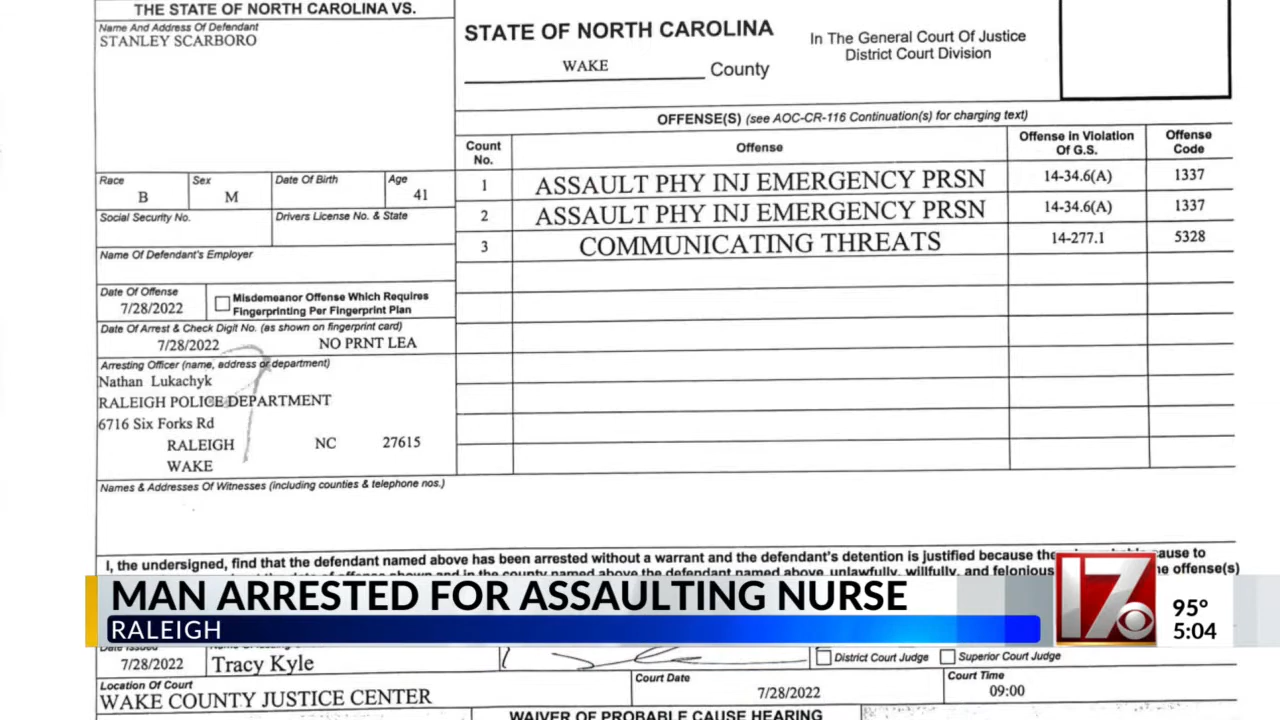 THE STATE OF NORTH CAROLINA VS.
Name And Address Of Defendant
STANLEY SCARBORO
STATE OF NORTH CAROLINA
WAKE County
In The General Court Of Justice
District Court Division
OFFENSE(S) (see AOC-CR-116 Continuation(s) for charging text)
Count No. Offense Offense in Violation Of G.S. Offense Code
1 ASSAULT PHY INJ EMERGENCY PRSN 14-34.6(A) 1337
2 ASSAULT PHY INJ EMERGENCY PRSN 14-34.6(A) 1337
3 COMMUNICATING THREATS 14-277.1 5328
Race Sex Date Of Birth Age
B M 41
Social Security No. Drivers License No. & State
Name Of Defendant's Employer
Date Of Offense
7/28/2022
Misdemeanor Offense Which Requires
Fingerprinting Per Fingerprint Plan
Date Of Arrest & Check Digit No. (as shown on fingerprint card)
7/28/2022 NO PRNT LEA
Arresting Officer (name, address or department)
Nathan Lukachyk
RALEIGH POLICE DEPARTMENT
6716 Six Forks Rd
RALEIGH NC 27615
WAKE
Names & Addresses Of Witnesses (including counties & telephone nos.)
I, the undersigned, find that the defendant named above has been arrested without a warrant and the defendant's detention is justified because cause to
in the county named above the defendant named above, unlawfully, willfully, and offense(s)
MAN ARRESTED FOR ASSAULTING NURSE
RALEIGH
17
95°
5:04
Date Issued
7/28/2022 Tracy Kyle
District Court Judge Superior Court Judge
Location Of Court Court Date Court Time
WAKE COUNTY JUSTICE CENTER 7/28/2022 09:00
WAIVER OF PROBABLE CAUSE HEARING